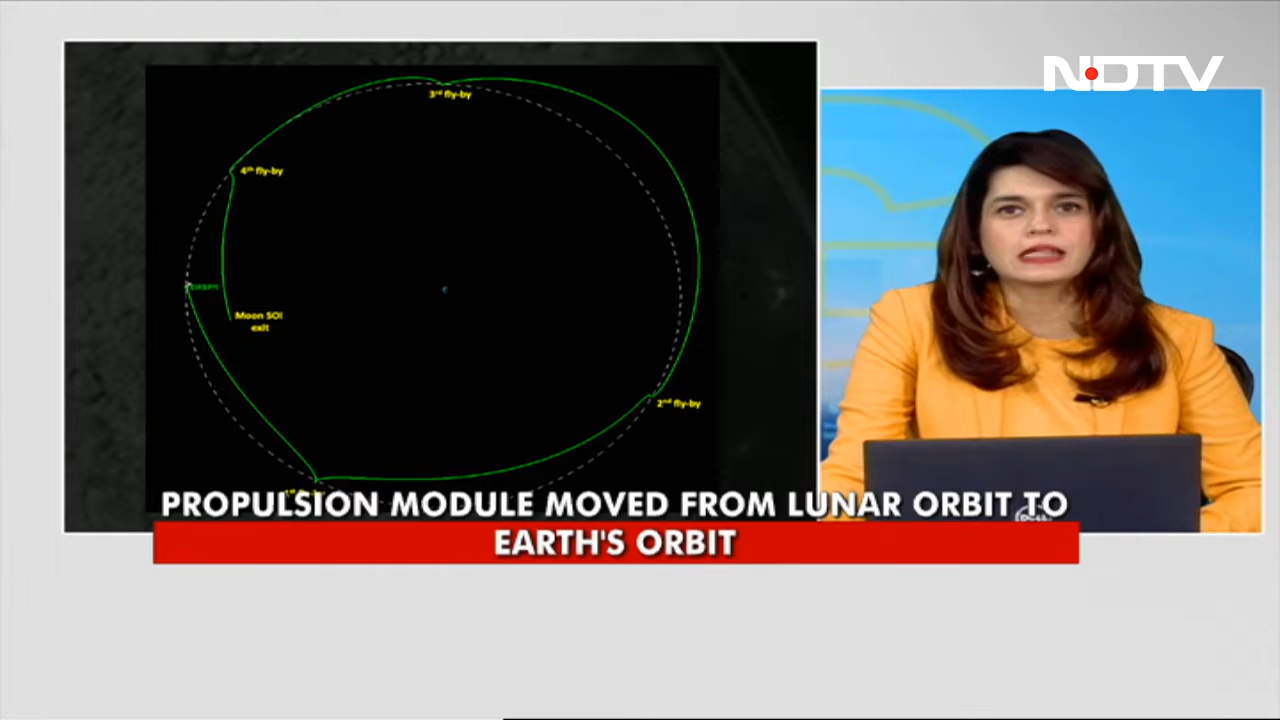 NDTV
3rd fly-by
4th fly-by
Moon SOI
exit
2nd fly-by
PROPULSION MODULE MOVED FROM LUNAR ORBIT TO
EARTH'S ORBIT